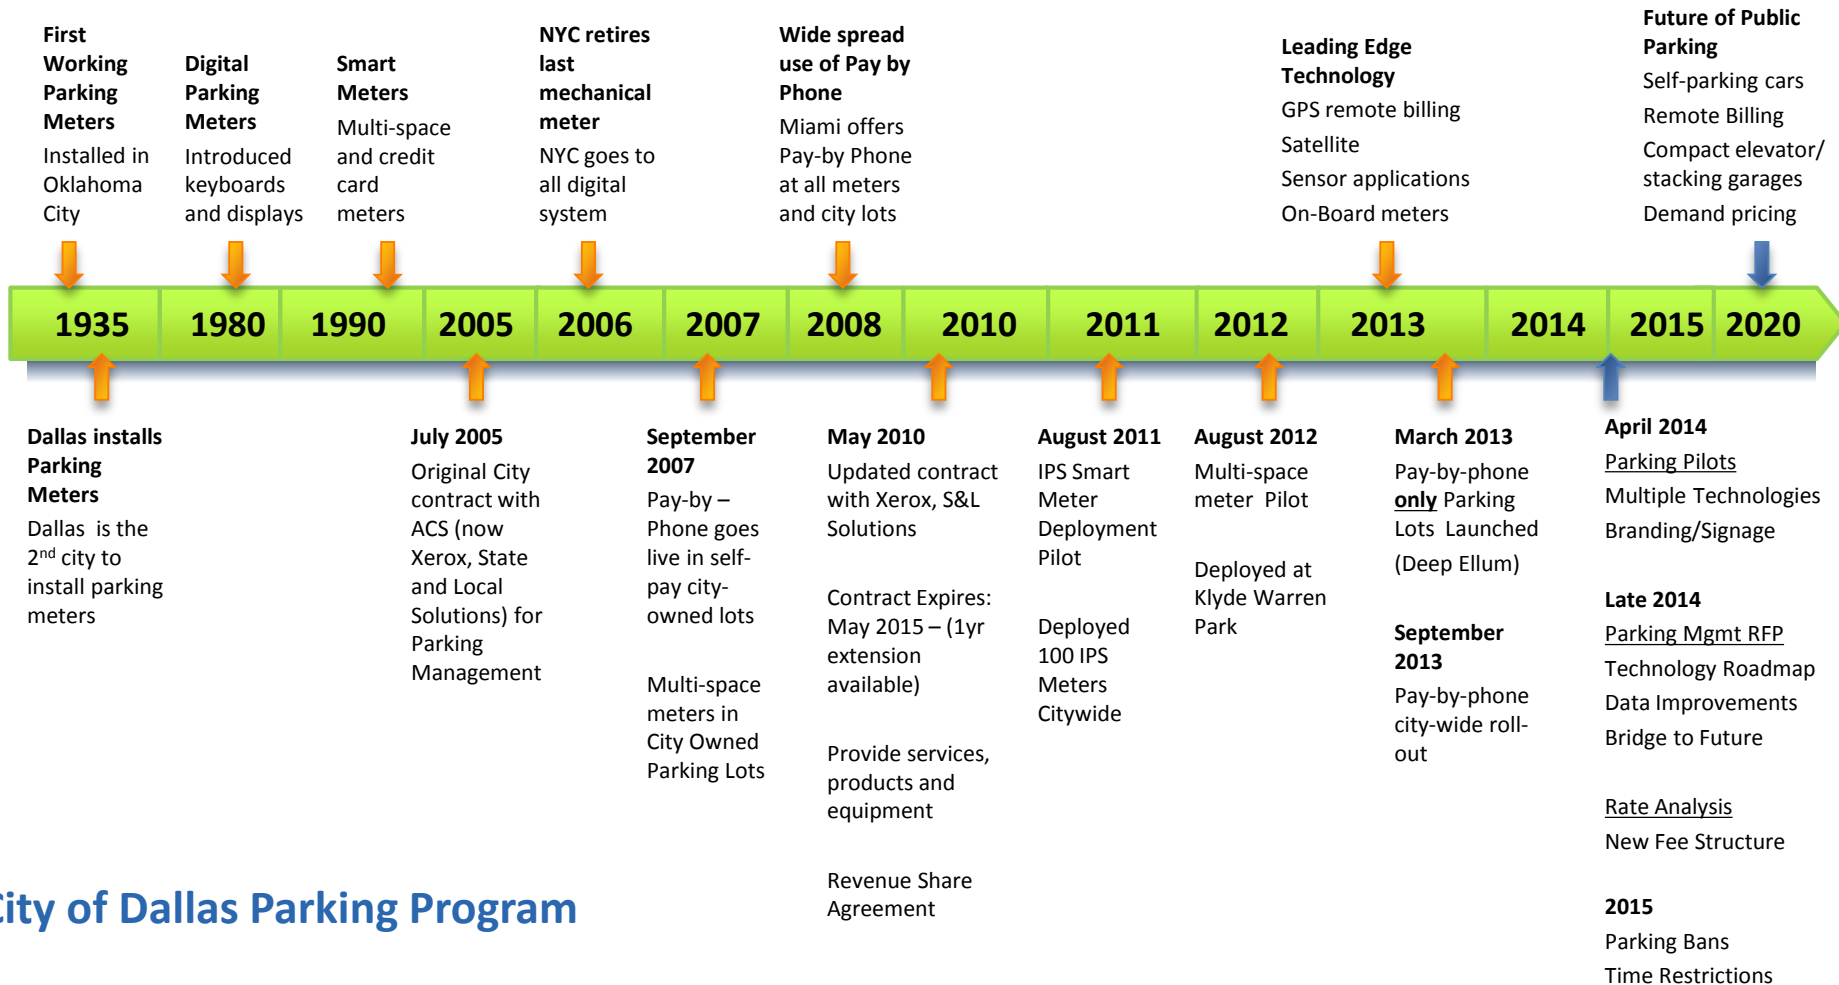 First
Working
Parking
Meters
Installed in
Oklahoma
City
Digital
Parking
Meters
Introduced
keyboards
and displays
Smart
Meters
Multi-space
and credit
card
meters
NYC retires
last
mechanical
meter
NYC goes to
all digital
system
Wide spread
use of Pay by
Phone
Miami offers
Pay-by Phone
at all meters
and city lots
Leading Edge
Technology
GPS remote billing
Satellite
Sensor applications
On-Board meters
Future of Public
Parking
Self-parking cars
Remote Billing
Compact elevator/
stacking garages
Demand pricing
1935 1980 1990 2005 2006 2007 2008 2010 2011 2012 2013 2014 2015 2020
Dallas installs
Parking
Meters
Dallas is the
2nd city to
install parking
meters
July 2005
Original City
contract with
ACS (now
Xerox, State
and Local
Solutions) for
Parking
Management
September
2007
Pay-by –
Phone goes
live in self-
pay city-
owned lots
Multi-space
meters in
City Owned
Parking Lots
May 2010
Updated contract
with Xerox, S&L
Solutions
Contract Expires:
May 2015 – (1yr
extension
available)
Provide services,
products and
equipment
Revenue Share
Agreement
August 2011
IPS Smart
Meter
Deployment
Pilot
Deployed
100 IPS
Meters
Citywide
August 2012
Multi-space
meter Pilot
Deployed at
Klyde Warren
Park
March 2013
Pay-by-phone
only Parking
Lots Launched
(Deep Ellum)
September
2013
Pay-by-phone
city-wide roll-
out
April 2014
Parking Pilots
Multiple Technologies
Branding/Signage
Late 2014
Parking Mgmt RFP
Technology Roadmap
Data Improvements
Bridge to Future
Rate Analysis
New Fee Structure
2015
Parking Bans
Time Restrictions
City of Dallas Parking Program